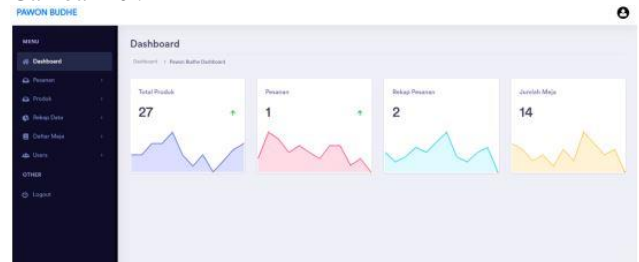 PAWON BUDHE
MENU
Dashboard
Pesanan
Produk
Rekap Data
Daftar Meja
Users
OTHER
Logout
Dashboard
Dashboard > Pawon Budhe Dashboard
Total Produk
27
Pesanan
1
Rekap Pesanan
2
Jumlah Meja
14